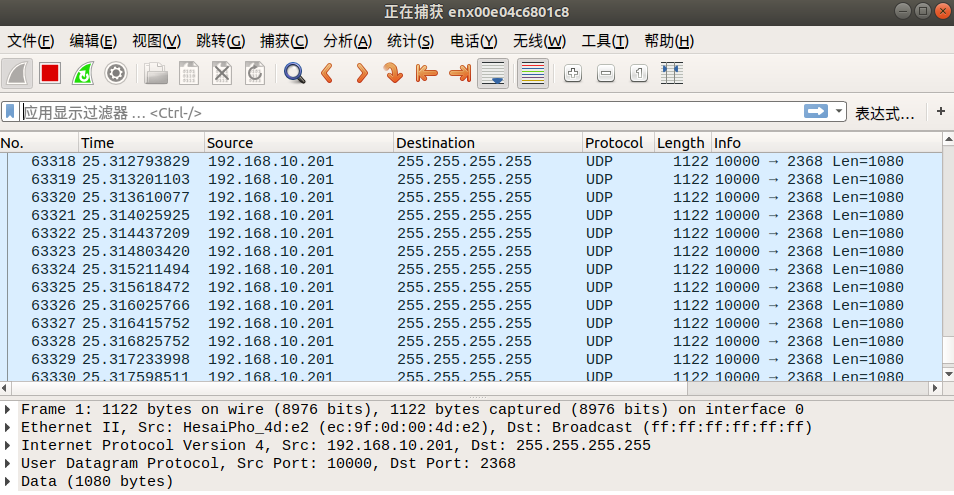 正在捕获 enx00e04c6801c8
文件(F) 编辑(E) 视图(V) 跳转(G) 捕获(C) 分析(A) 统计(S) 电话(Y) 无线(W) 工具(T) 帮助(H)
应用显示过滤器 … <Ctrl-/> 表达式… +
No. Time Source Destination Protocol Length Info
63318 25.312793829 192.168.10.201 255.255.255.255 UDP 1122 10000 → 2368 Len=1080
63319 25.313201103 192.168.10.201 255.255.255.255 UDP 1122 10000 → 2368 Len=1080
63320 25.313610077 192.168.10.201 255.255.255.255 UDP 1122 10000 → 2368 Len=1080
63321 25.314025925 192.168.10.201 255.255.255.255 UDP 1122 10000 → 2368 Len=1080
63322 25.314437209 192.168.10.201 255.255.255.255 UDP 1122 10000 → 2368 Len=1080
63323 25.314803420 192.168.10.201 255.255.255.255 UDP 1122 10000 → 2368 Len=1080
63324 25.315211494 192.168.10.201 255.255.255.255 UDP 1122 10000 → 2368 Len=1080
63325 25.315618472 192.168.10.201 255.255.255.255 UDP 1122 10000 → 2368 Len=1080
63326 25.316025766 192.168.10.201 255.255.255.255 UDP 1122 10000 → 2368 Len=1080
63327 25.316415752 192.168.10.201 255.255.255.255 UDP 1122 10000 → 2368 Len=1080
63328 25.316825752 192.168.10.201 255.255.255.255 UDP 1122 10000 → 2368 Len=1080
63329 25.317233998 192.168.10.201 255.255.255.255 UDP 1122 10000 → 2368 Len=1080
63330 25.317598511 192.168.10.201 255.255.255.255 UDP 1122 10000 → 2368 Len=1080
Frame 1: 1122 bytes on wire (8976 bits), 1122 bytes captured (8976 bits) on interface 0
Ethernet II, Src: HesaiPho_4d:e2 (ec:9f:0d:00:4d:e2), Dst: Broadcast (ff:ff:ff:ff:ff:ff)
Internet Protocol Version 4, Src: 192.168.10.201, Dst: 255.255.255.255
User Datagram Protocol, Src Port: 10000, Dst Port: 2368
Data (1080 bytes)